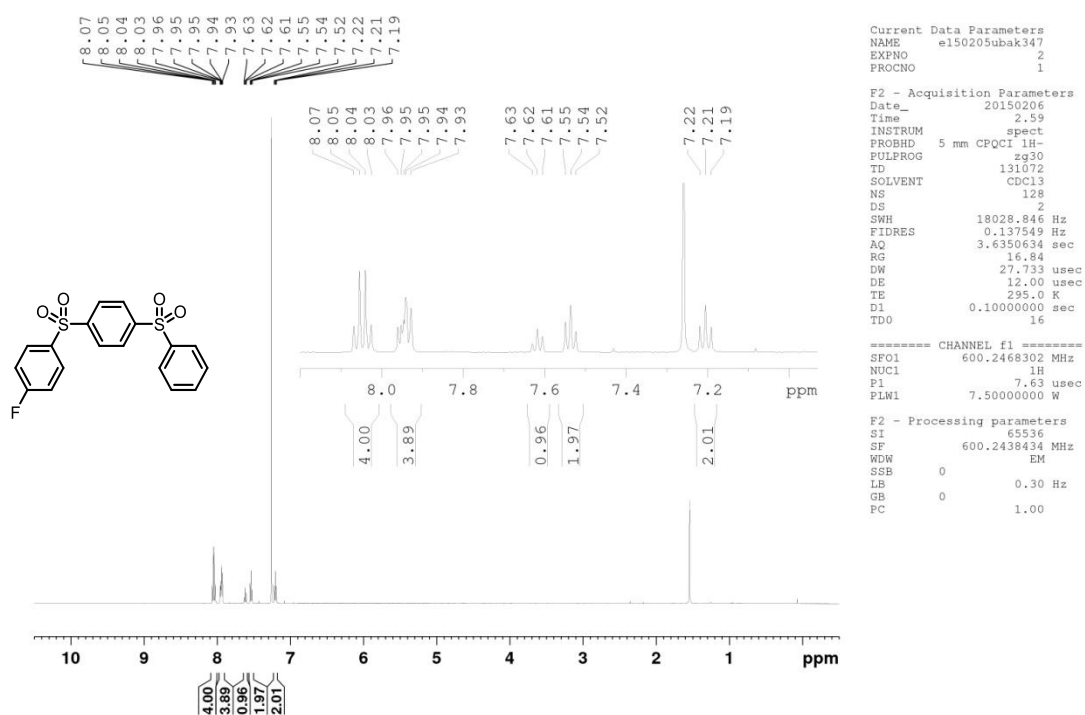 8.07
8.05
8.04
8.03
7.96
7.95
7.95
7.94
7.93
7.63
7.62
7.61
7.55
7.54
7.52
7.22
7.21
7.19
8.07
8.05
8.04
8.03
7.96
7.95
7.95
7.94
7.93
7.63
7.62
7.61
7.55
7.54
7.52
7.22
7.21
7.19
8.0 7.8 7.6 7.4 7.2 ppm
4.00
3.89
0.96
1.97
2.01
O O
S
O O
S
F
10 9 8 7 6 5 4 3 2 1 ppm
4.00
3.89
0.96
1.97
2.01
Current Data Parameters
NAME e150205ubak347
EXPNO 2
PROCNO 1
F2 - Acquisition Parameters
Date_ 20150206
Time 2.59
INSTRUM spect
PROBHD 5 mm CPQCI 1H-
PULPROG zg30
TD 131072
SOLVENT CDCl3
NS 128
DS 2
SWH 18028.846 Hz
FIDRES 0.137549 Hz
AQ 3.6350634 sec
RG 16.84
DW 27.733 usec
DE 12.00 usec
TE 295.0 K
D1 0.10000000 sec
TD0 16
======== CHANNEL f1 ========
SFO1 600.2468302 MHz
NUC1 1H
P1 7.63 usec
PLW1 7.50000000 W
F2 - Processing parameters
SI 65536
SF 600.2438434 MHz
WDW EM
SSB 0
LB 0.30 Hz
GB 0
PC 1.00